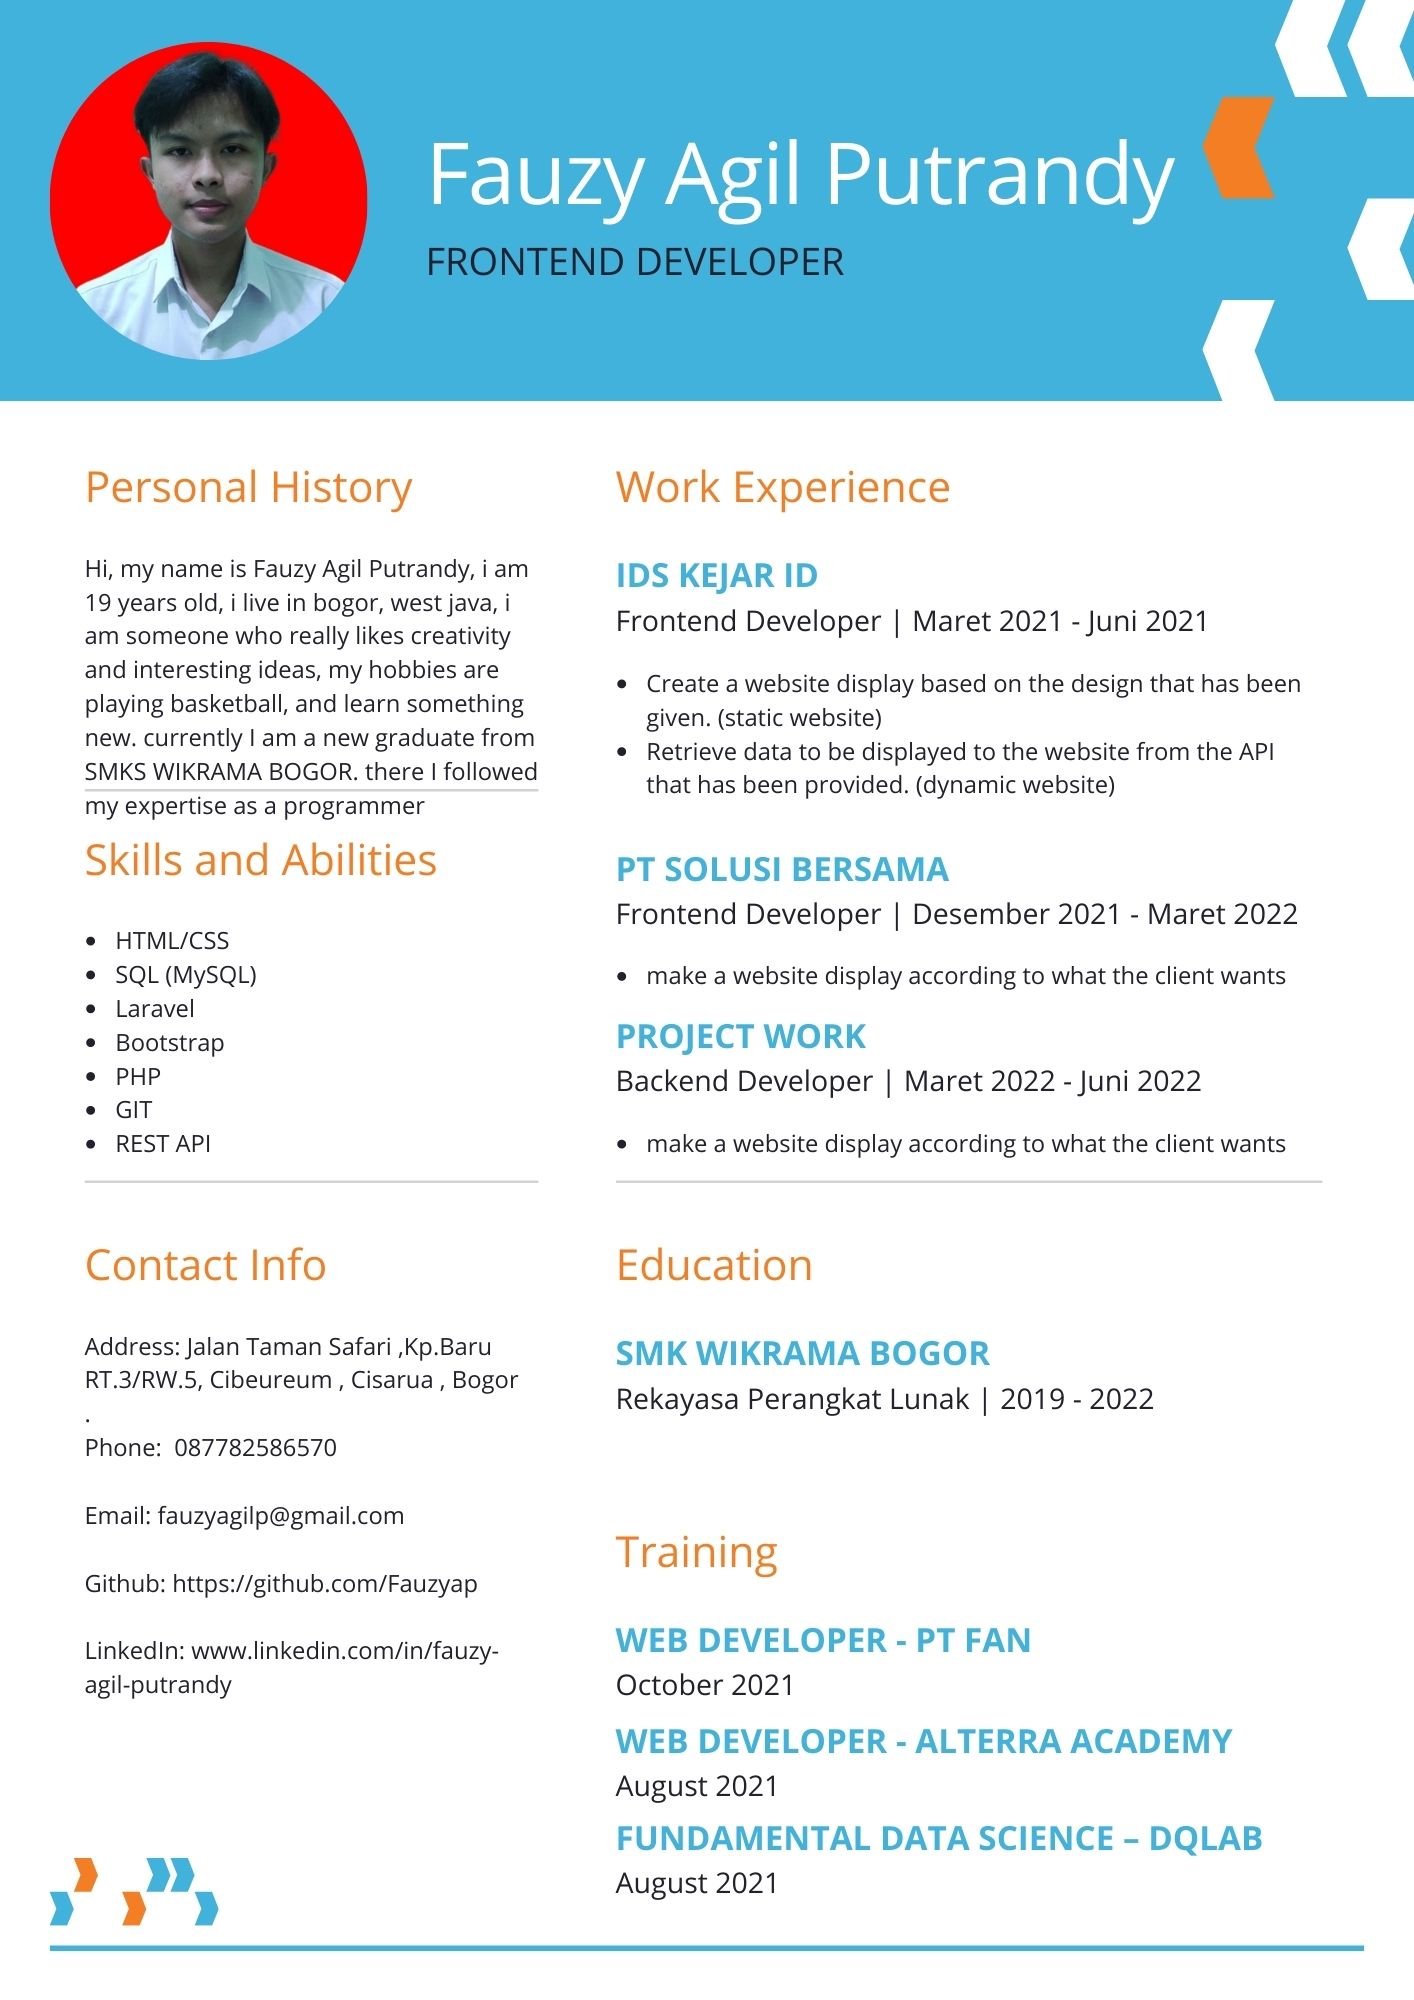 Fauzy Agil Putrandy
FRONTEND DEVELOPER
Personal History
Hi, my name is Fauzy Agil Putrandy, i am
19 years old, i live in bogor, west java, i
am someone who really likes creativity
and interesting ideas, my hobbies are
playing basketball, and learn something
new. currently I am a new graduate from
SMKS WIKRAMA BOGOR. there I followed
my expertise as a programmer
Skills and Abilities
• HTML/CSS
• SQL (MySQL)
• Laravel
• Bootstrap
• PHP
• GIT
• REST API
Contact Info
Address: Jalan Taman Safari ,Kp.Baru
RT.3/RW.5, Cibeureum , Cisarua , Bogor
.
Phone:  087782586570
Email: fauzyagilp@gmail.com
Github: https://github.com/Fauzyap
LinkedIn: www.linkedin.com/in/fauzy-
agil-putrandy
Work Experience
IDS KEJAR ID
Frontend Developer | Maret 2021 - Juni 2021
• Create a website display based on the design that has been
given. (static website)
• Retrieve data to be displayed to the website from the API
that has been provided. (dynamic website)
PT SOLUSI BERSAMA
Frontend Developer | Desember 2021 - Maret 2022
• make a website display according to what the client wants
PROJECT WORK
Backend Developer | Maret 2022 - Juni 2022
• make a website display according to what the client wants
Education
SMK WIKRAMA BOGOR
Rekayasa Perangkat Lunak | 2019 - 2022
Training
WEB DEVELOPER - PT FAN
October 2021
WEB DEVELOPER - ALTERRA ACADEMY
August 2021
FUNDAMENTAL DATA SCIENCE – DQLAB
August 2021